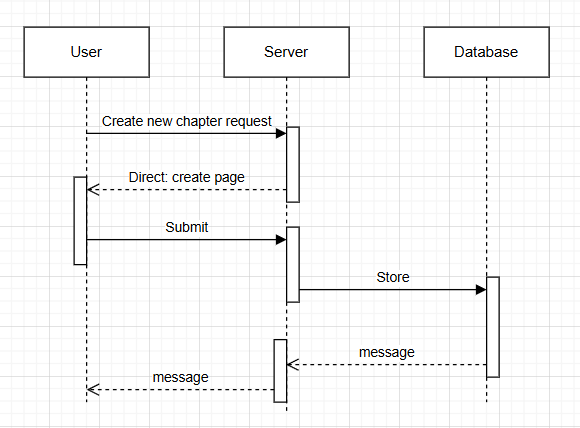 User
Server
Database
Create new chapter request
Direct: create page
Submit
Store
message
message